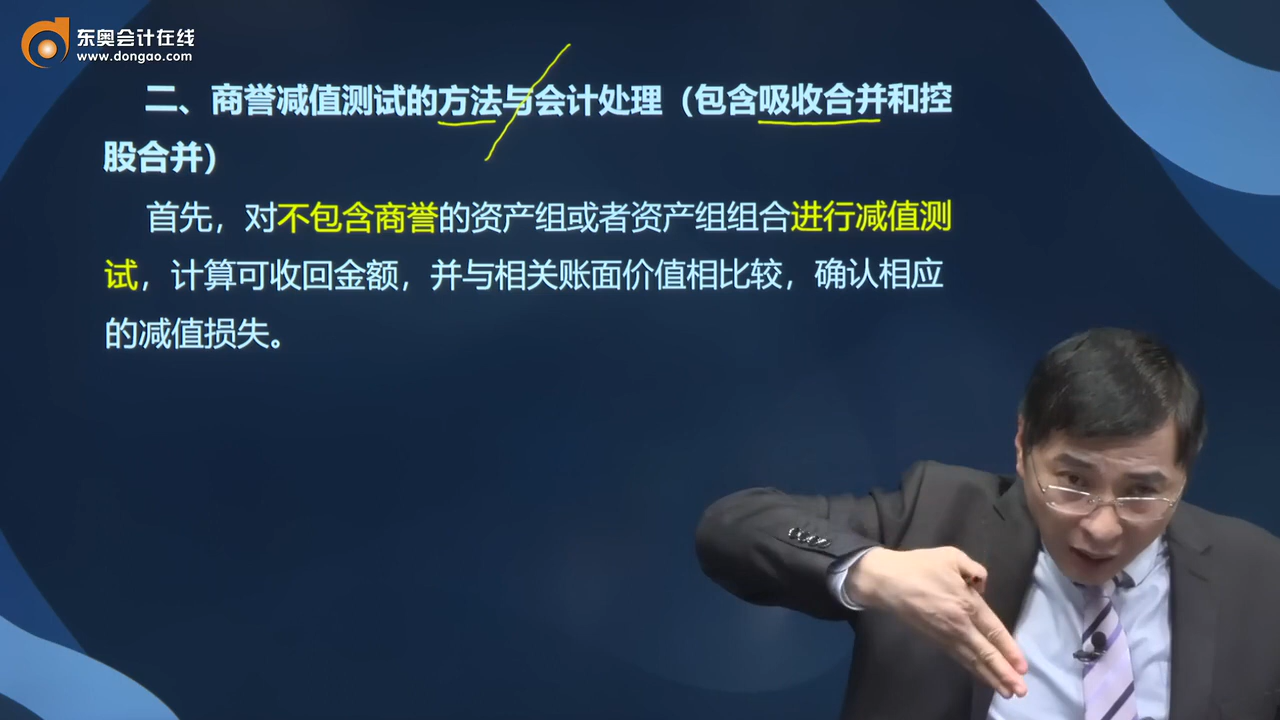 东奥会计在线
www.dongao.com
二、商誉减值测试的方法与会计处理（包含吸收合并和控
股合并）
首先，对不包含商誉的资产组或者资产组组合进行减值测
试，计算可收回金额，并与相关账面价值相比较，确认相应
的减值损失。